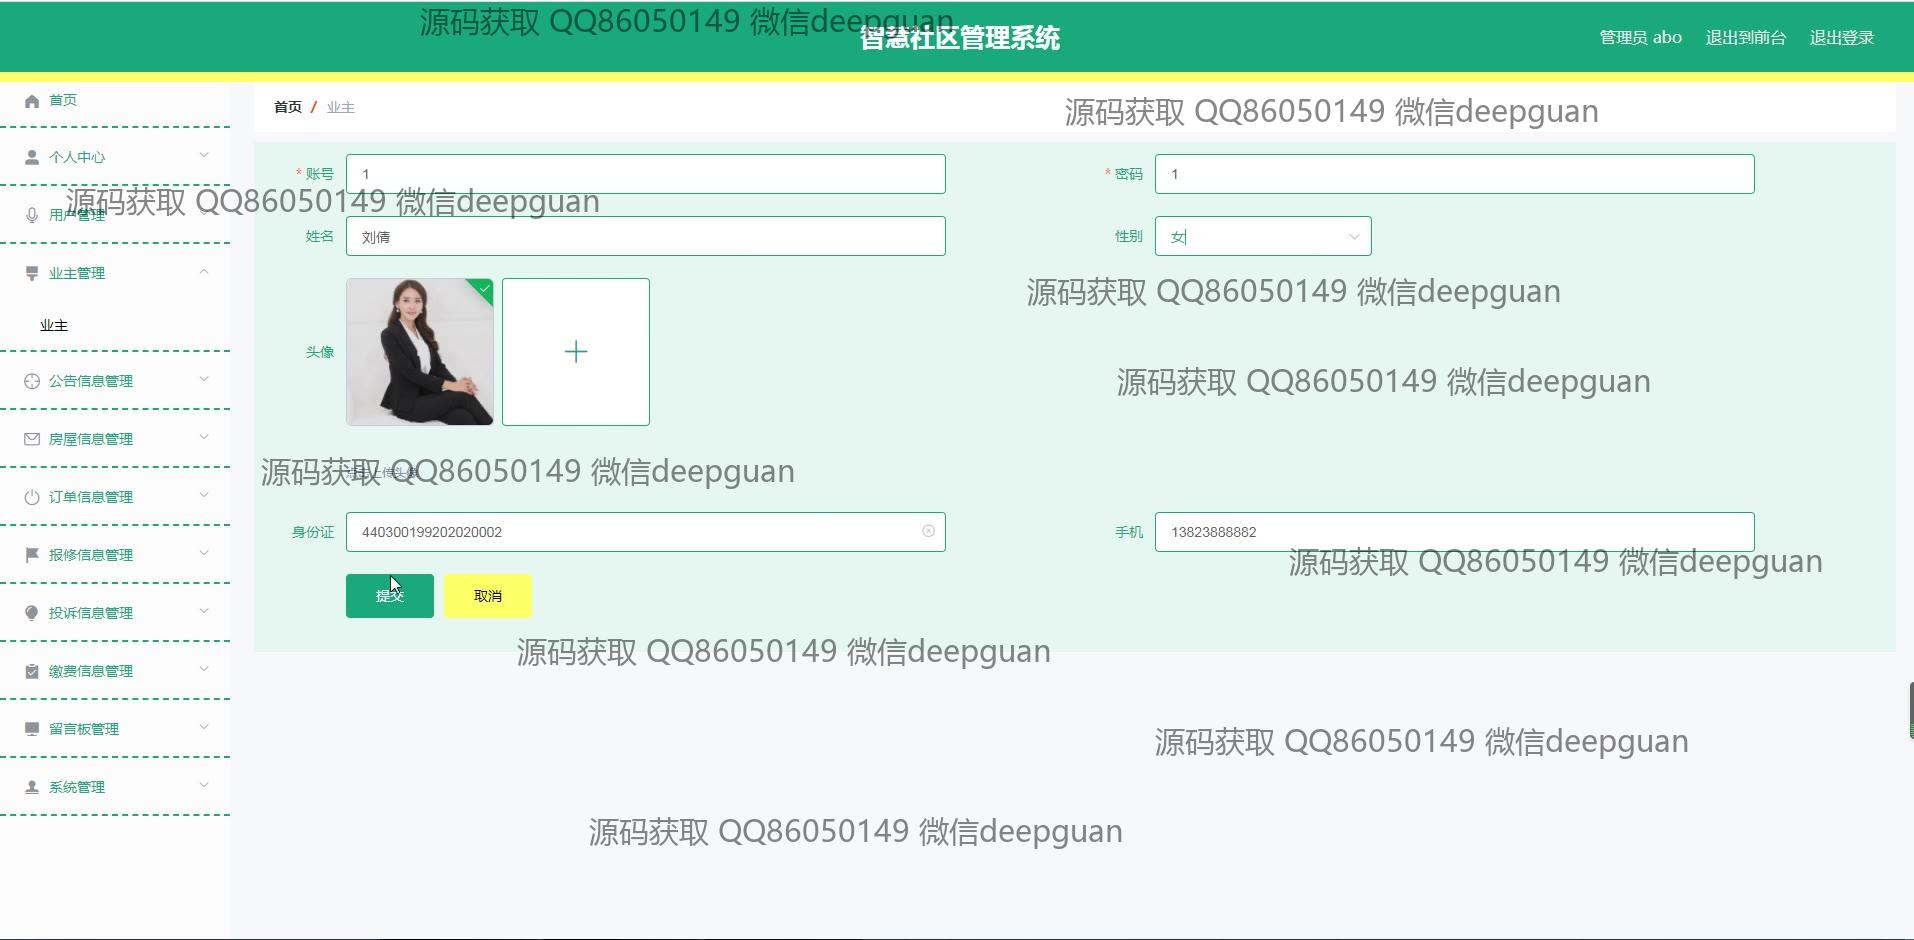 源码获取 QQ86050149 微信deepguan
智慧社区管理系统
管理员 abo 退出到前台 退出登录
首页
首页 / 业主
源码获取 QQ86050149 微信deepguan
个人中心
* 账号 1
* 密码 1
源码获取 QQ86050149 微信deepguan
用户管理
姓名 刘倩
性别 女
业主管理
源码获取 QQ86050149 微信deepguan
业主
头像
公告信息管理
源码获取 QQ86050149 微信deepguan
房屋信息管理
源码获取 QQ86050149 微信deepguan
点击上传头像
订单信息管理
身份证 440300199202020002
手机 13823888882
报修信息管理
源码获取 QQ86050149 微信deepguan
提交 取消
投诉信息管理
源码获取 QQ86050149 微信deepguan
缴费信息管理
留言板管理
源码获取 QQ86050149 微信deepguan
系统管理
源码获取 QQ86050149 微信deepguan